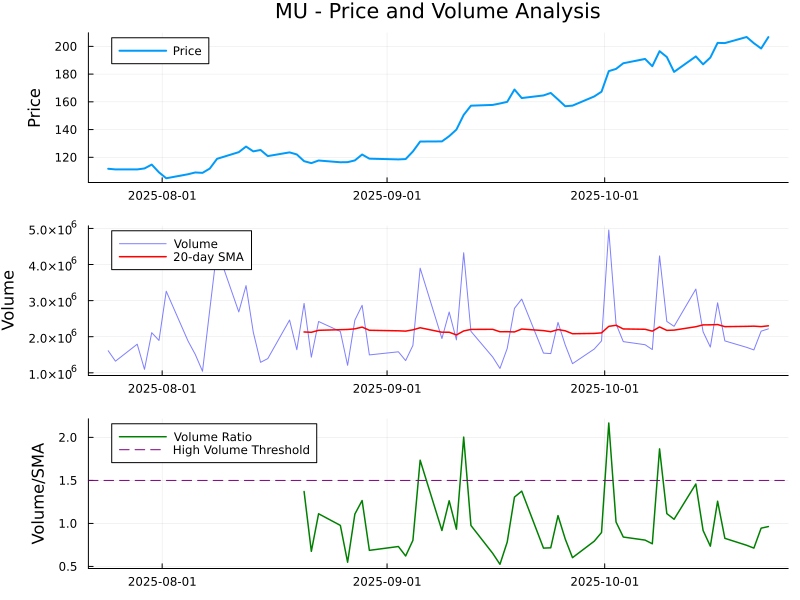 MU - Price and Volume Analysis
Price
200
180
160
140
120
Price
2025-08-01
2025-09-01
2025-10-01
Volume
20-day SMA
5.0×10⁶
4.0×10⁶
3.0×10⁶
2.0×10⁶
1.0×10⁶
Volume
2025-08-01
2025-09-01
2025-10-01
Volume Ratio
High Volume Threshold
2.0
1.5
1.0
0.5
Volume/SMA
2025-08-01
2025-09-01
2025-10-01